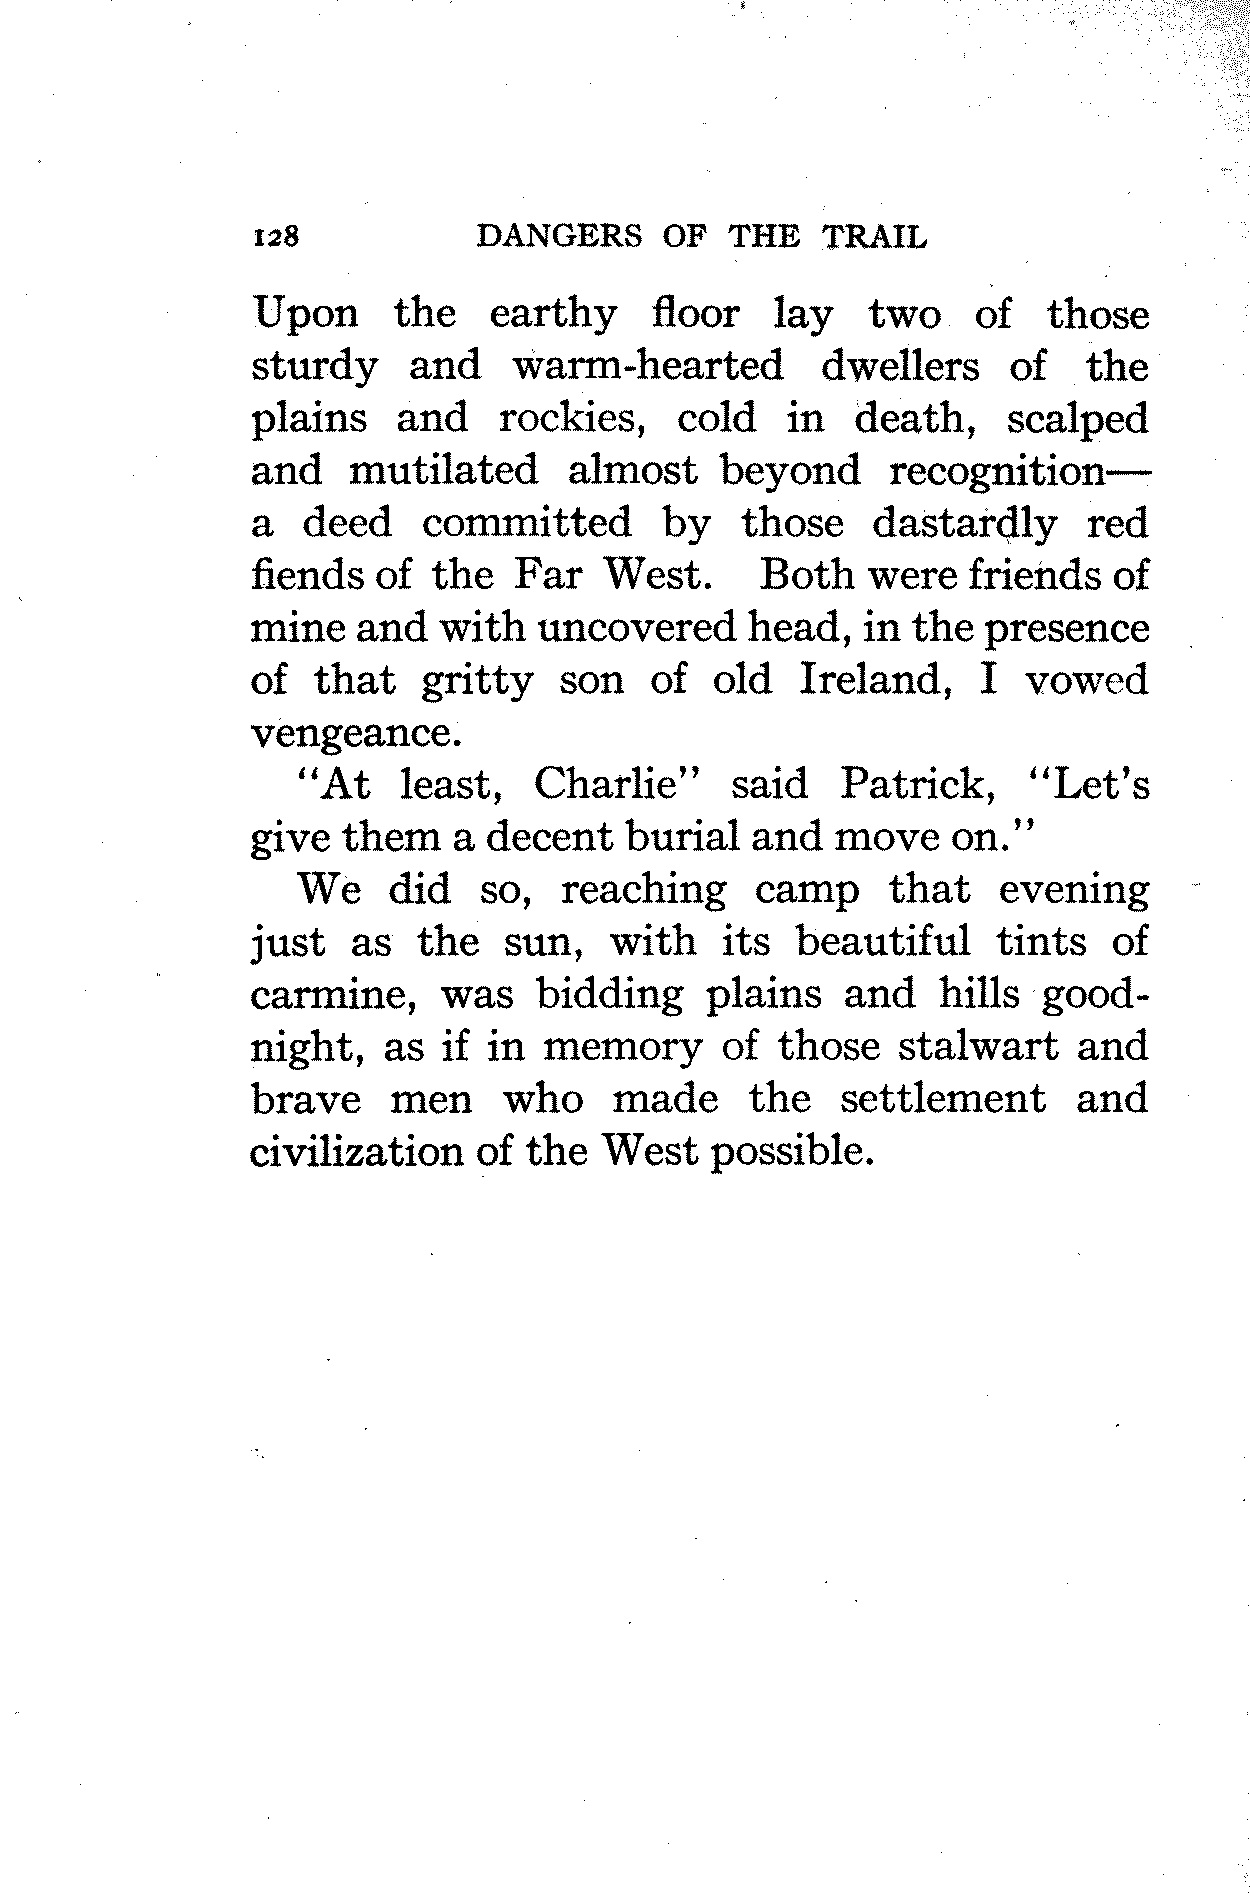 128 DANGERS OF THE TRAIL
Upon the earthy floor lay two of those
sturdy and warm-hearted dwellers of the
plains and rockies, cold in death, scalped
and mutilated almost beyond recognition—
a deed committed by those dastardly red
fiends of the Far West. Both were friends of
mine and with uncovered head, in the presence
of that gritty son of old Ireland, I vowed
vengeance.
"At least, Charlie" said Patrick, "Let's
give them a decent burial and move on."
We did so, reaching camp that evening
just as the sun, with its beautiful tints of
carmine, was bidding plains and hills good-
night, as if in memory of those stalwart and
brave men who made the settlement and
civilization of the West possible.